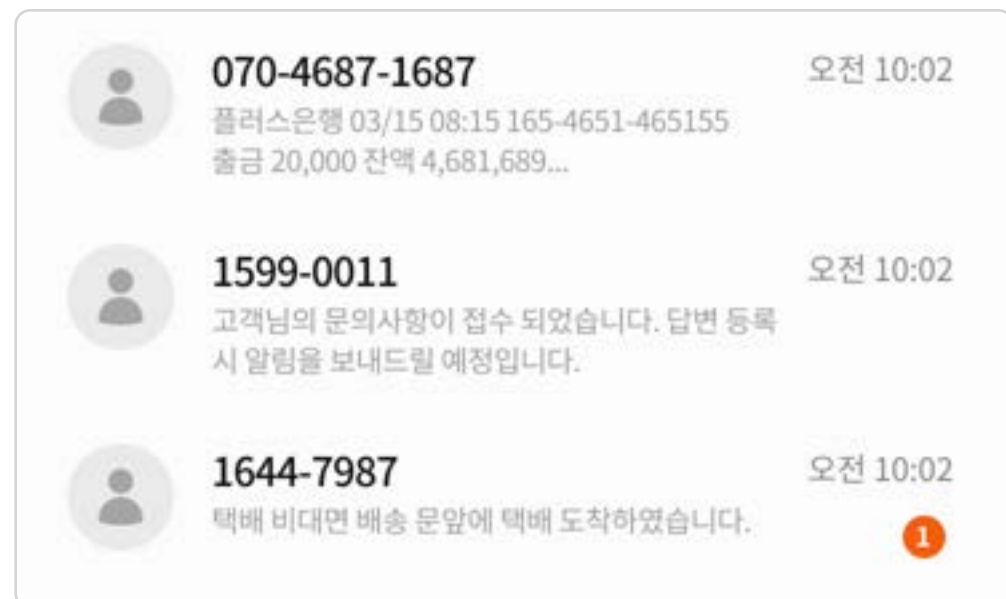 070-4687-1687
오전 10:02
플러스은행 03/15 08:15 165-4651-465155
출금 20,000 잔액 4,681,689...
1599-0011
오전 10:02
고객님의 문의사항이 접수 되었습니다. 답변 등록
시 알림을 보내드릴 예정입니다.
1644-7987
오전 10:02
택배 비대면 배송 문앞에 택배 도착하였습니다.
1